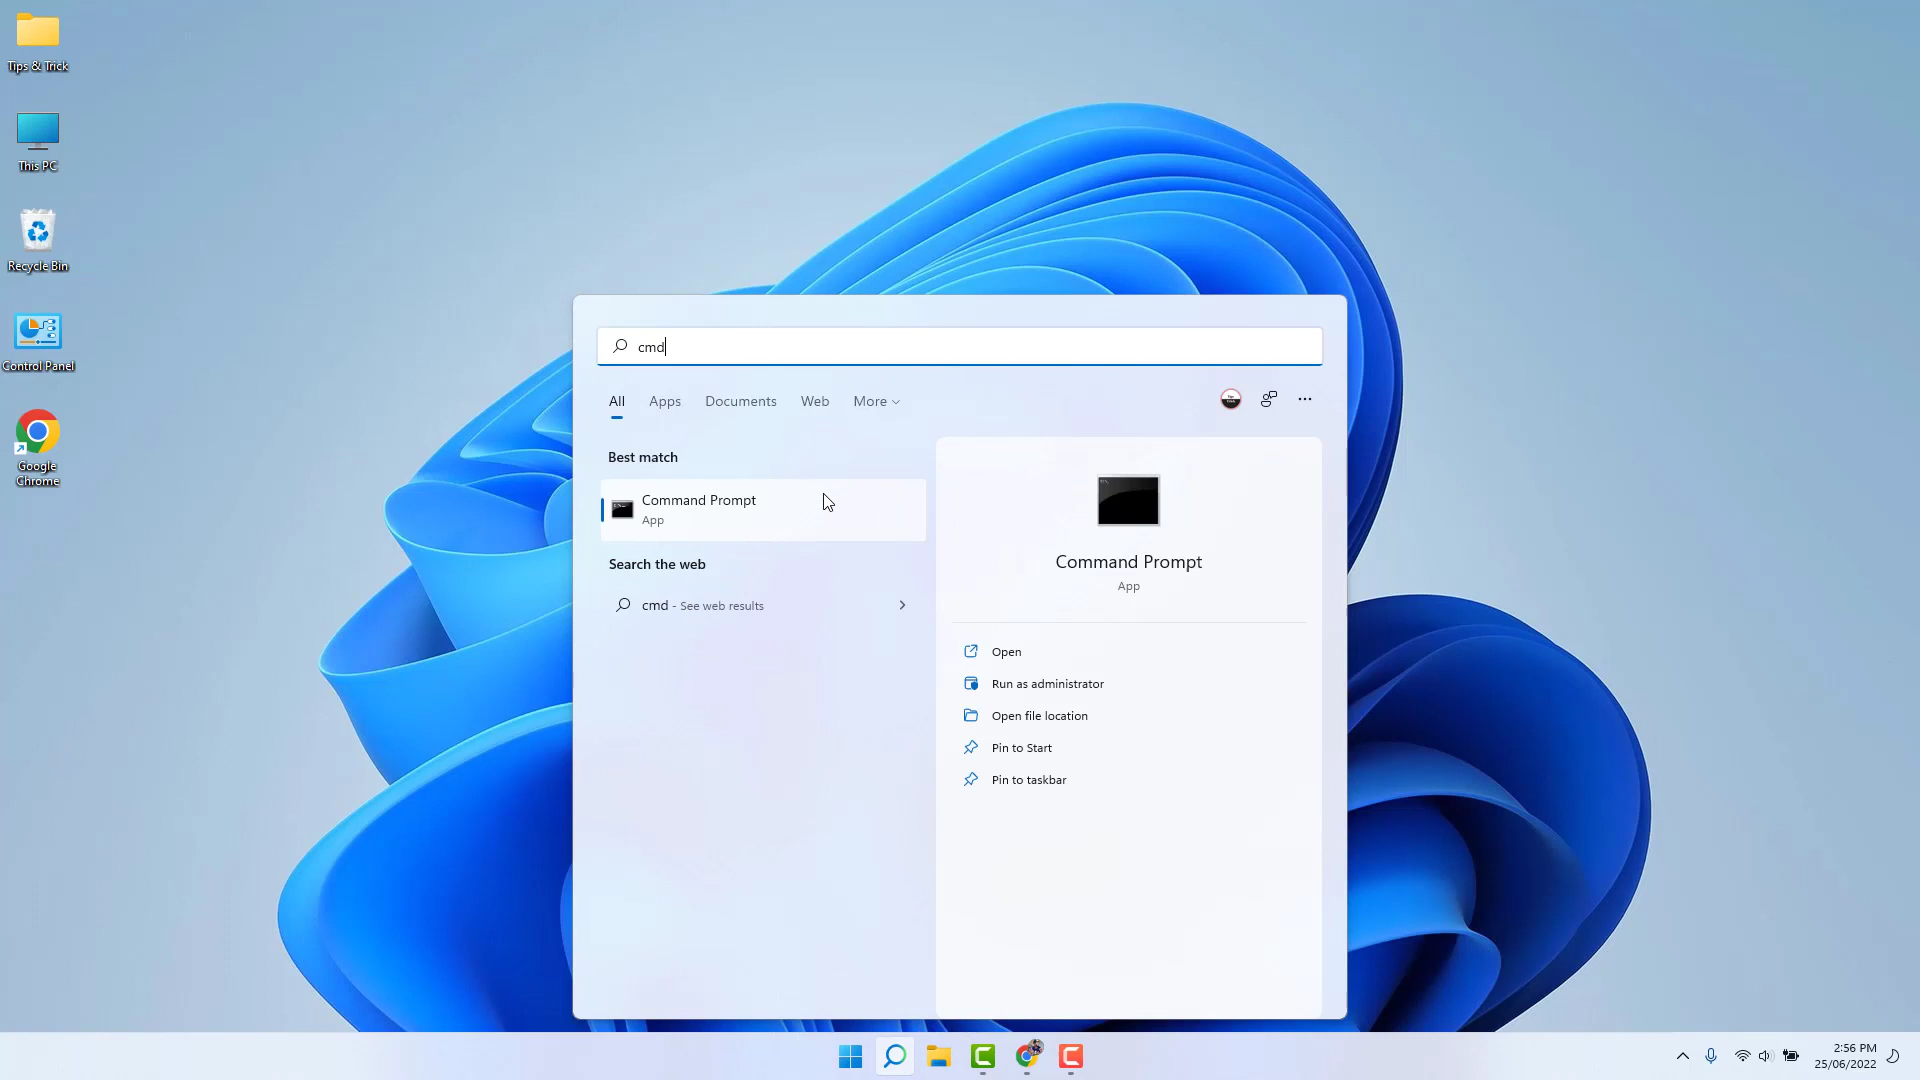 Tips & Trick
This PC
Recycle Bin
Control Panel
Google
Chrome
cmd
All
Apps
Documents
Web
More
Best match
Command Prompt
App
Search the web
cmd - See web results
Command Prompt
App
Open
Run as administrator
Open file location
Pin to Start
Pin to taskbar
2:56 PM
25/06/2022